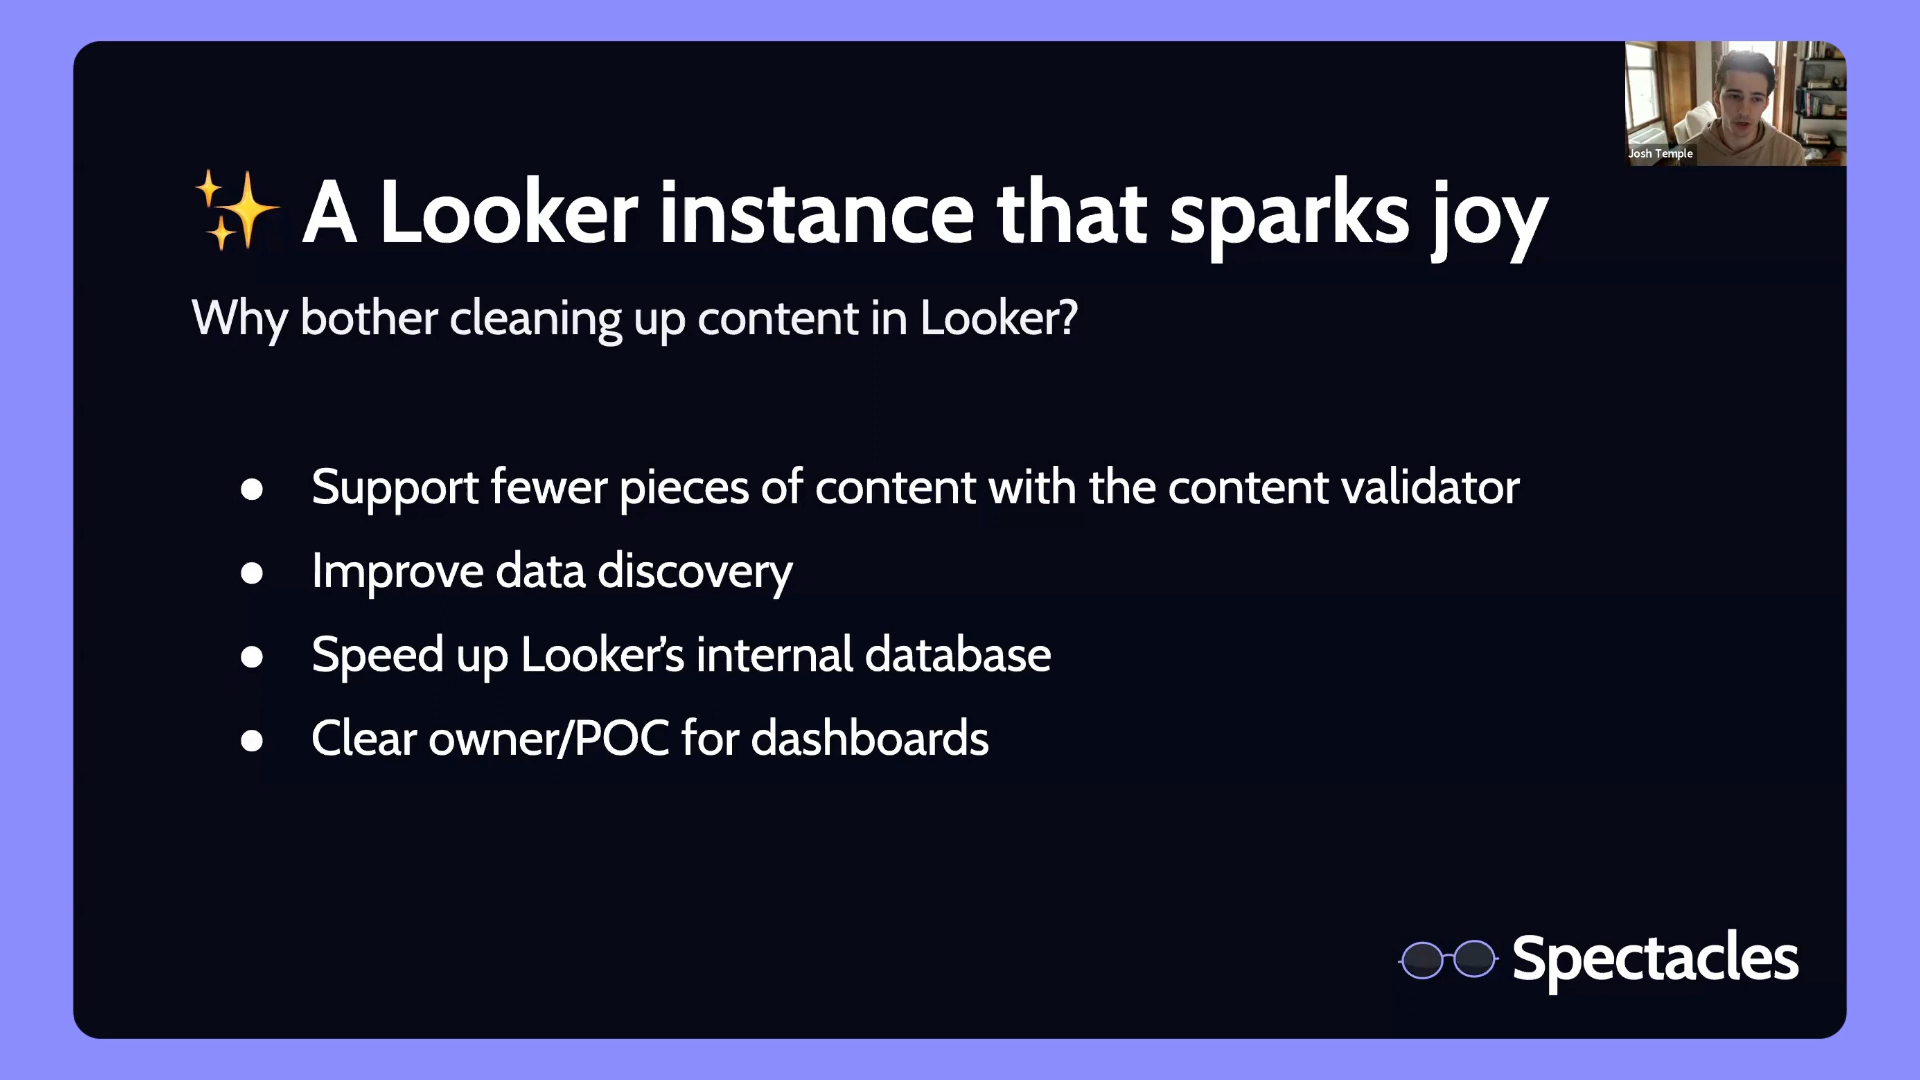 Josh Temple
✨ A Looker instance that sparks joy
Why bother cleaning up content in Looker?
● Support fewer pieces of content with the content validator
● Improve data discovery
● Speed up Looker’s internal database
● Clear owner/POC for dashboards
Spectacles